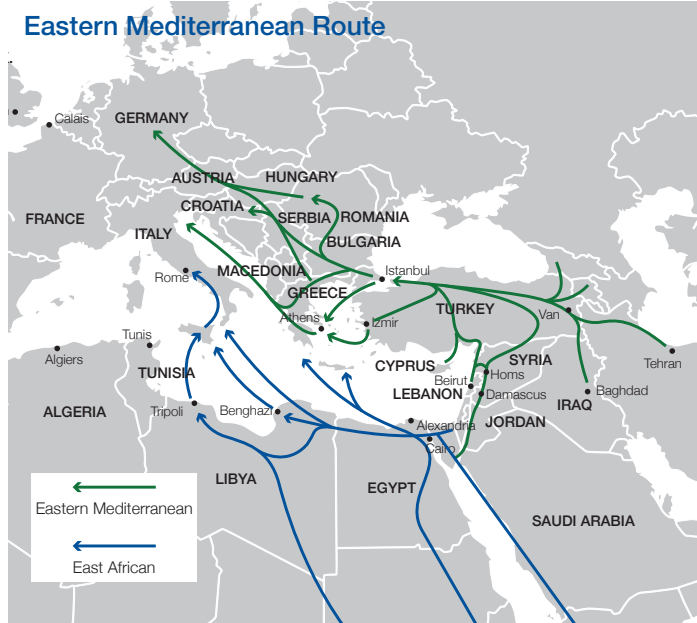 Eastern Mediterranean Route
Calais
GERMANY
AUSTRIA
HUNGARY
CROATIA
SERBIA
ROMANIA
FRANCE
ITALY
BULGARIA
Rome
MACEDONIA
Istanbul
GREECE
TURKEY
Van
Athens
Izmir
Tunis
Algiers
CYPRUS
SYRIA
Tehran
TUNISIA
Beirut
Homs
LEBANON
Damascus
Baghdad
IRAQ
ALGERIA
Tripoli
Benghazi
Alexandria
JORDAN
Cairo
LIBYA
EGYPT
Eastern Mediterranean
SAUDI ARABIA
East African